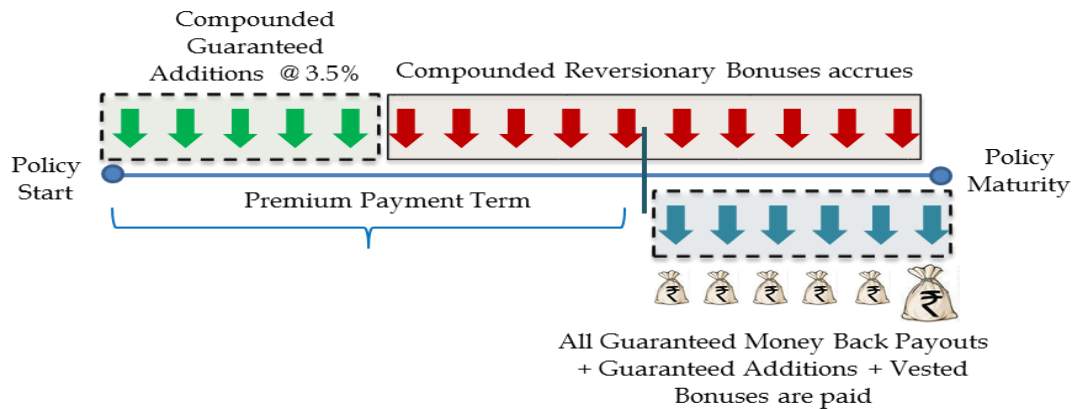 Compounded
Guaranteed
Additions @ 3.5%
Compounded Reversionary Bonuses accrues
Policy
Start
Policy
Maturity
Premium Payment Term
₹ ₹ ₹ ₹ ₹ ₹
All Guaranteed Money Back Payouts
+ Guaranteed Additions + Vested
Bonuses are paid